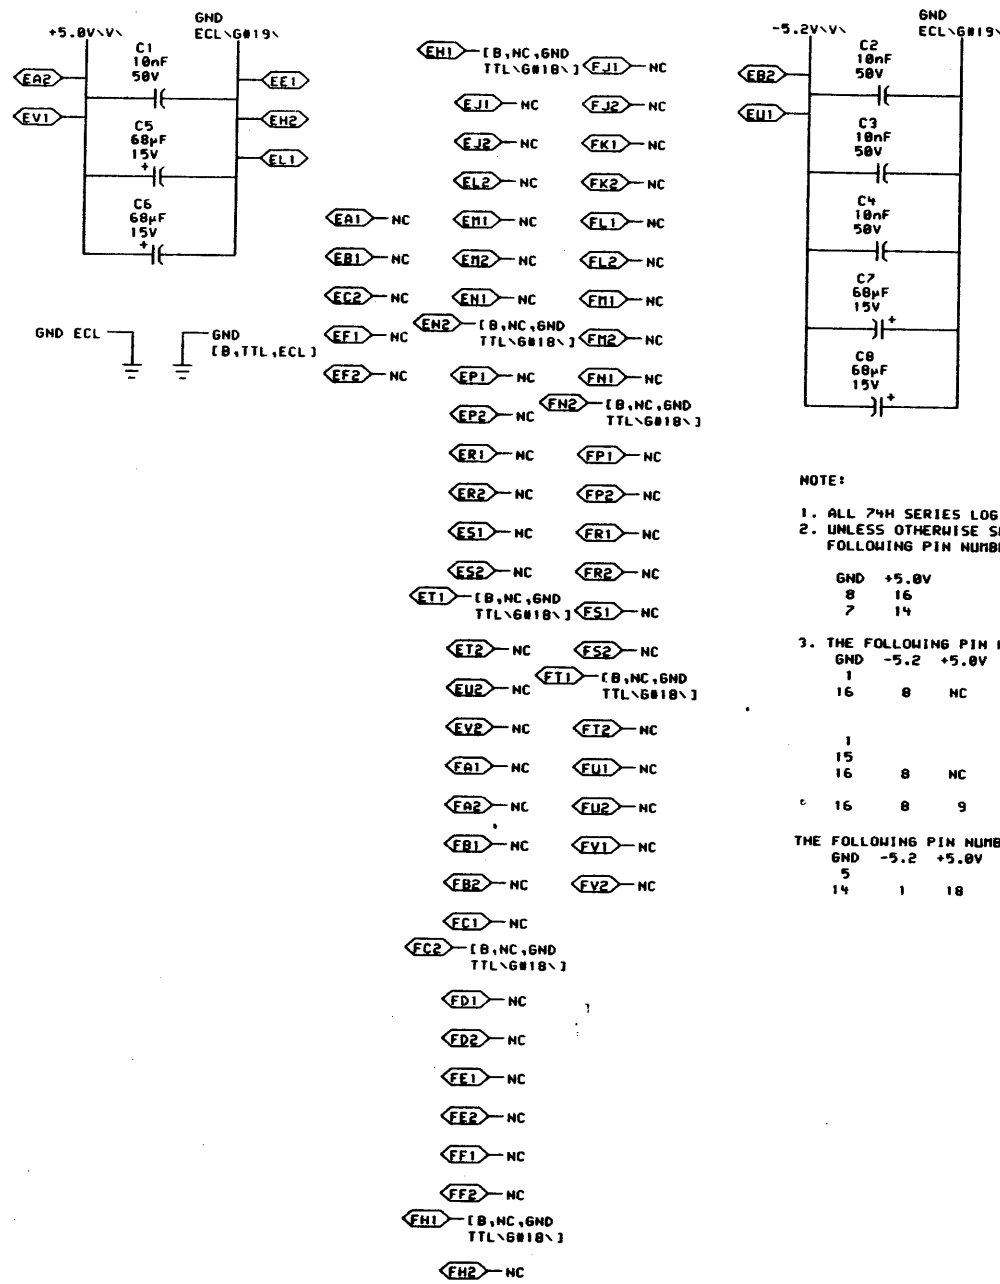 +5.0V\V\
GND
ECL\G#19\
C1
10nF
50V
EA2
EE1
EV1
EH2
C5
68µF
15V
+
EL1
C6
68µF
15V
+
GND ECL
GND
[B,TTL,ECL]
EA1 NC
EB1 NC
EC2 NC
EF1 NC
EF2 NC
EH1 [B,NC,GND
TTL\G#18\]
EJ1 NC
EJ2 NC
EL2 NC
EM1 NC
EM2 NC
EN1 NC
EN2 [B,NC,GND
TTL\G#18\]
EP1 NC
EP2 NC
ER1 NC
ER2 NC
ES1 NC
ES2 NC
ET1 [B,NC,GND
TTL\G#18\]
ET2 NC
EU2 NC
EV2 NC
FA1 NC
FA2 NC
FB1 NC
FB2 NC
FC1 NC
FC2 [B,NC,GND
TTL\G#18\]
FD1 NC
FD2 NC
FE1 NC
FE2 NC
FF1 NC
FF2 NC
FH1 [B,NC,GND
TTL\G#18\]
FH2 NC
FJ1 NC
FJ2 NC
FK1 NC
FK2 NC
FL1 NC
FL2 NC
FM1 NC
FM2 NC
FN1 NC
FN2 [B,NC,GND
TTL\G#18\]
FP1 NC
FP2 NC
FR1 NC
FR2 NC
FS1 NC
FS2 NC
FT1 [B,NC,GND
TTL\G#18\]
FT2 NC
FU1 NC
FU2 NC
FV1 NC
FV2 NC
-5.2V\V\
GND
ECL\G#19\
C2
10nF
50V
EB2
EU1
C3
10nF
50V
C4
10nF
50V
C7
68µF
15V
+
C8
68µF
15V
+
NOTE:
1. ALL 74H SERIES LOG
2. UNLESS OTHERWISE
FOLLOWING PIN
GND +5.0V
8 16
7 14
3. THE FOLLOWING PIN
GND -5.2 +5.0V
1
16 8 NC
1
15
16 8 NC
16 8 9
THE FOLLOWING PIN NUMB
GND -5.2 +5.0V
5
14 1 18